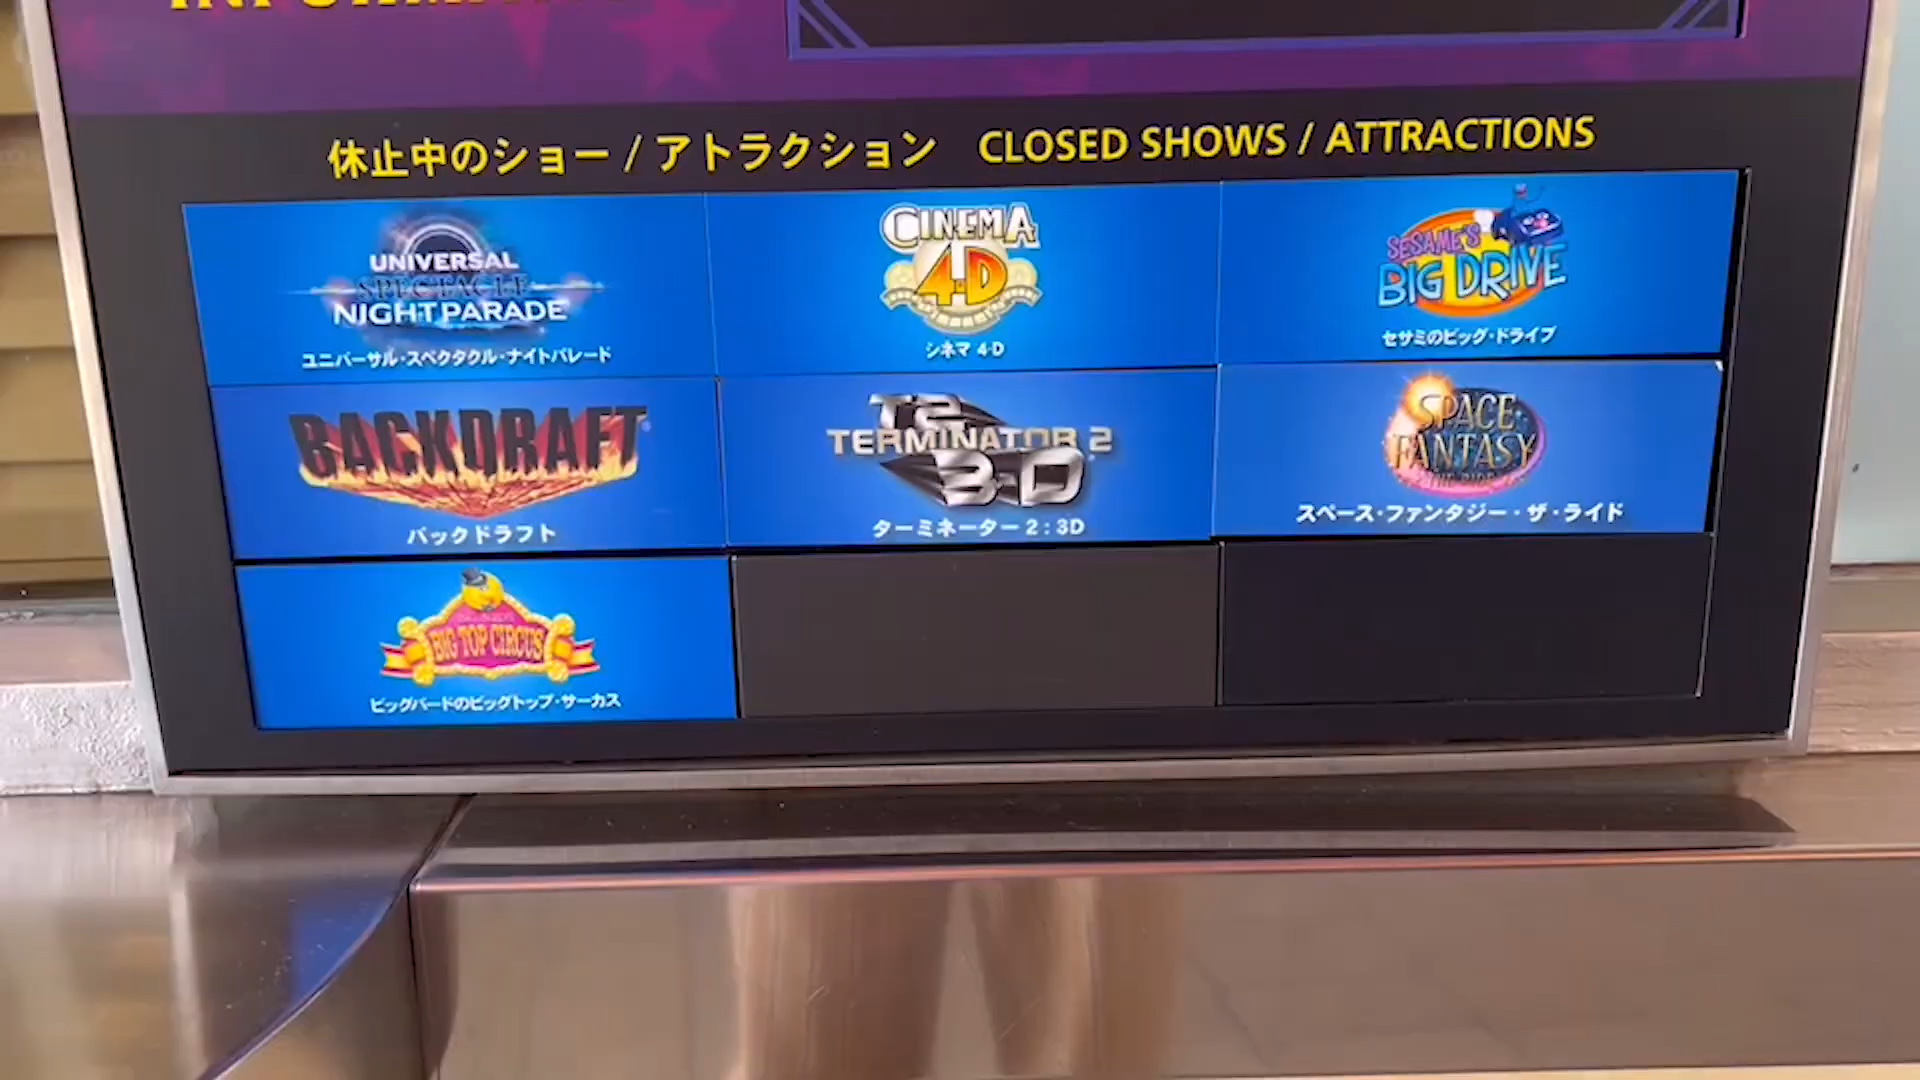 休止中のショー / アトラクション CLOSED SHOWS / ATTRACTIONS
UNIVERSAL
SPECTACLE
NIGHT PARADE
ユニバーサル・スペクタクル・ナイトパレード
CINEMA
4-D
シネマ 4-D
SESAME'S
BIG DRIVE
セサミのビッグ・ドライブ
BACKDRAFT
バックドラフト
T2
TERMINATOR 2
3-D
ターミネーター 2 : 3D
SPACE
FANTASY
THE RIDE
スペース・ファンタジー・ザ・ライド
BIG TOP CIRCUS
ビッグバードのビッグトップ・サーカス